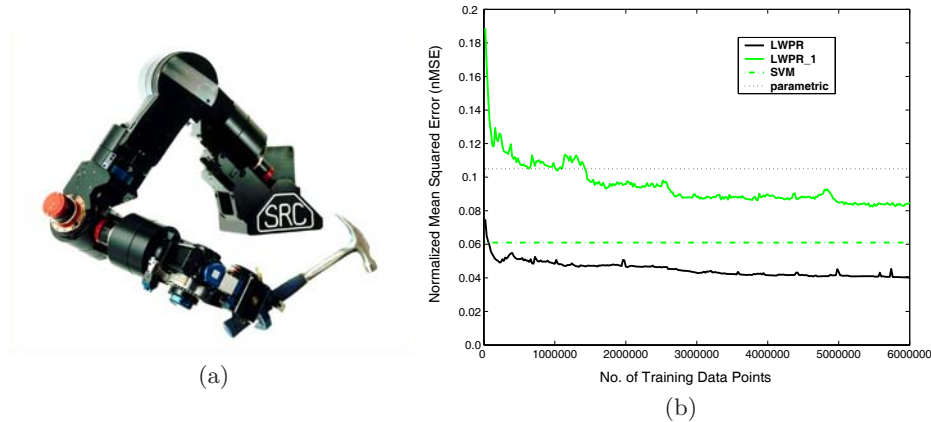 SRC
(a)
Normalized Mean Squared Error (nMSE)
0.2
0.18
0.16
0.14
0.12
0.1
0.08
0.06
0.04
0.02
0.0
0
1000000
2000000
3000000
4000000
5000000
6000000
No. of Training Data Points
LWPR
LWPR_1
SVM
parametric
(b)